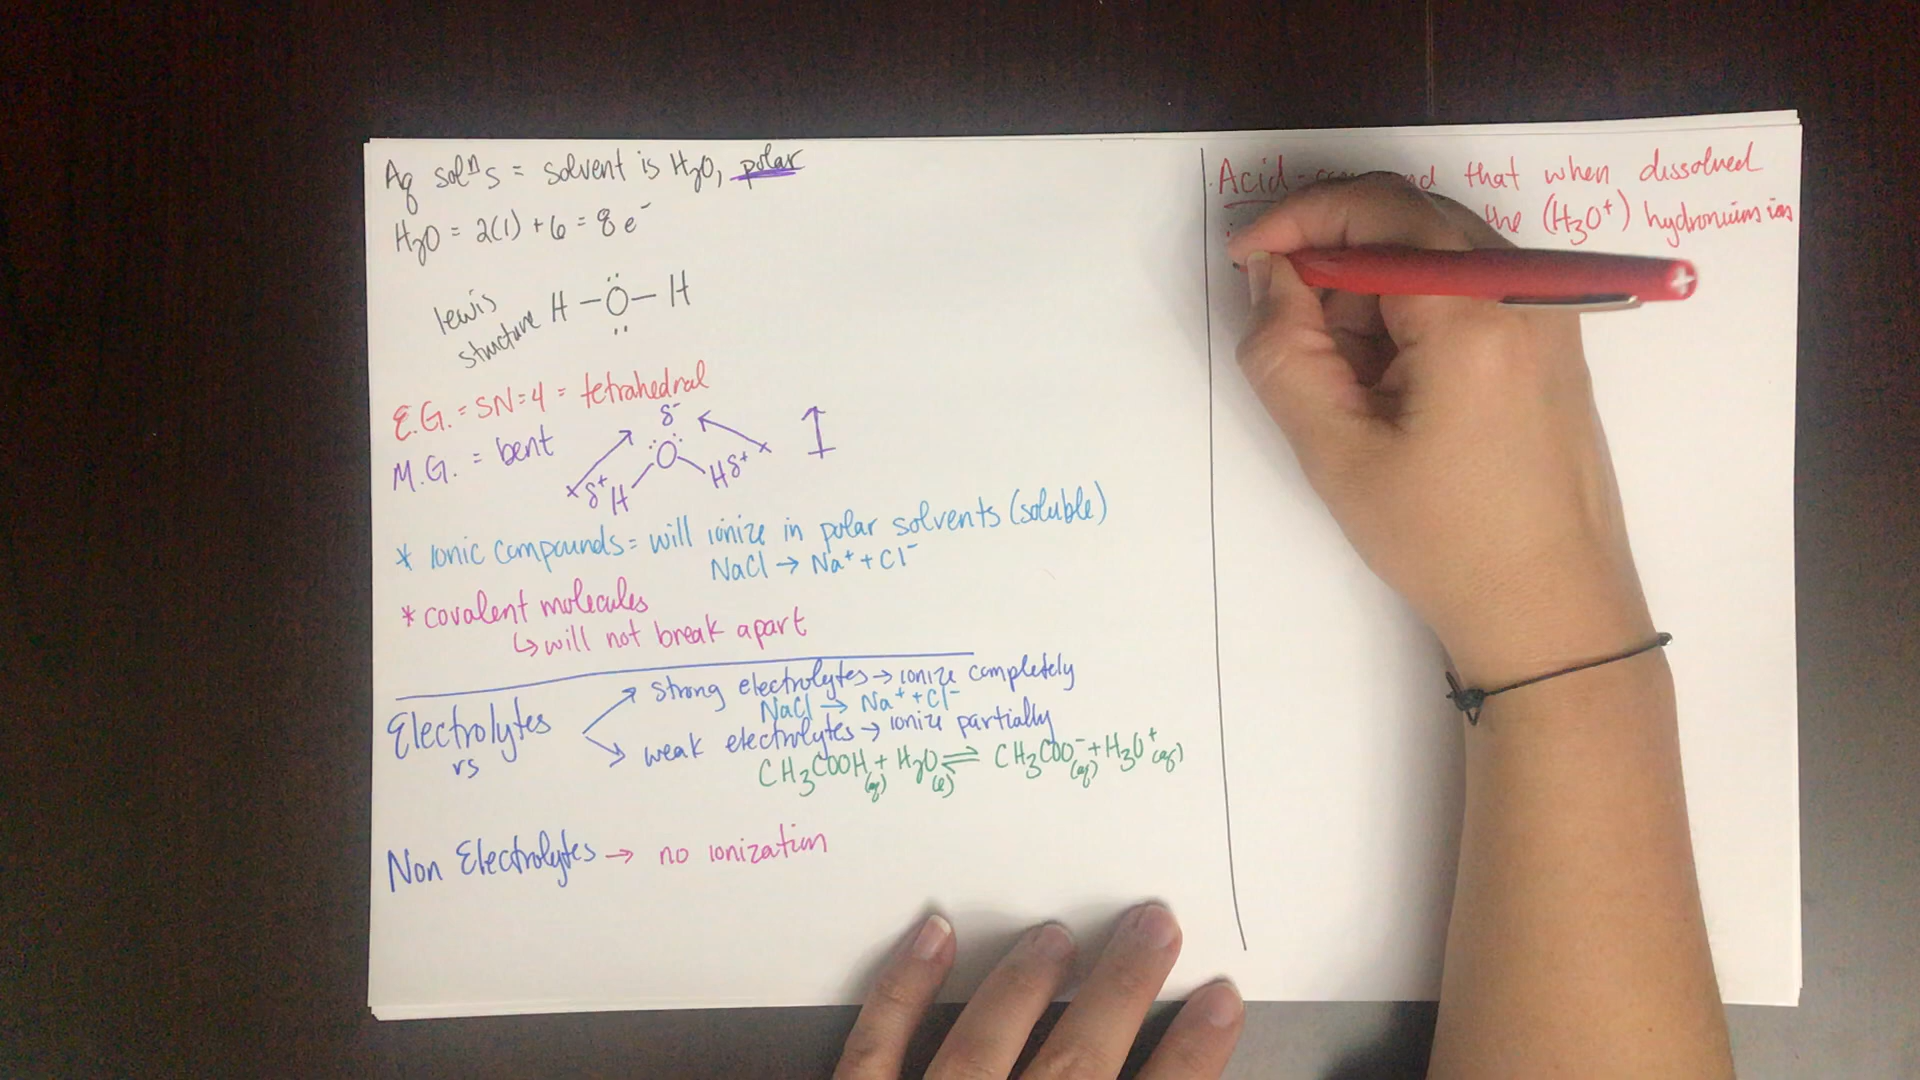 Aq solⁿs = solvent is H₂O, polar
H₂O = 2(1) + 6 = 8 e⁻
lewis
structure H – Ö – H
E.G. = SN = 4 = tetrahedral
M.G. = bent
δ⁻
O
δ⁺ H
H δ⁺
* Ionic compounds = will ionize in polar solvents (soluble)
NaCl → Na⁺ + Cl⁻
* covalent molecules
↳ will not break apart
Electrolytes
vs
strong electrolytes → ionize completely
NaCl → Na⁺ + Cl⁻
weak electrolytes → ionize partially
CH₃COOH(aq) + H₂O(l) ⇌ CH₃COO⁻(aq) + H₃O⁺(aq)
Non Electrolytes → no ionization
Acid - that when dissolved
the (H₃O⁺) hydronium ion